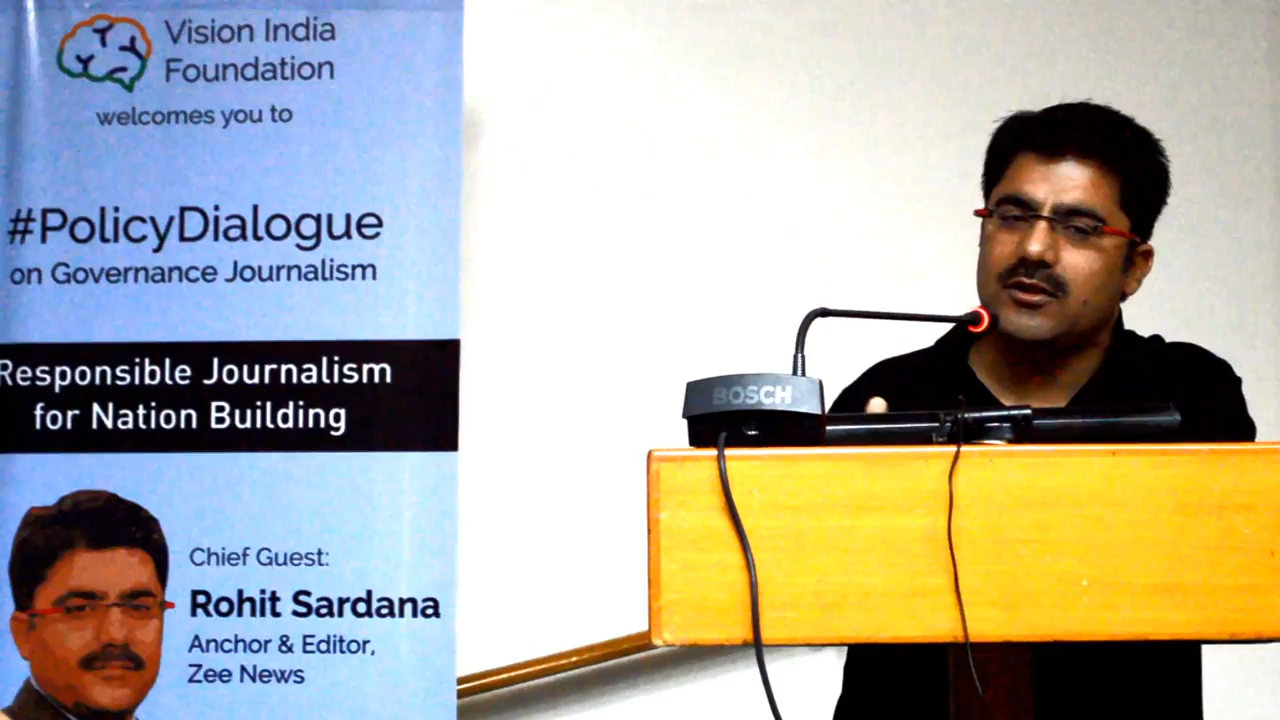 Vision India
Foundation
welcomes you to
#PolicyDialogue
on Governance Journalism
Responsible Journalism
for Nation Building
Chief Guest:
Rohit Sardana
Anchor & Editor,
Zee News
BOSCH